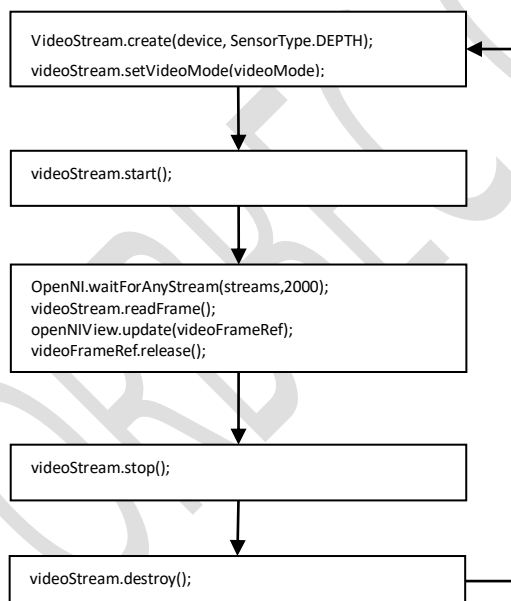 VideoStream.create(device, SensorType.DEPTH);
videoStream.setVideoMode(videoMode);
videoStream.start();
OpenNI.waitForAnyStream(streams,2000);
videoStream.readFrame();
openNIView.update(videoFrameRef);
videoFrameRef.release();
videoStream.stop();
videoStream.destroy();